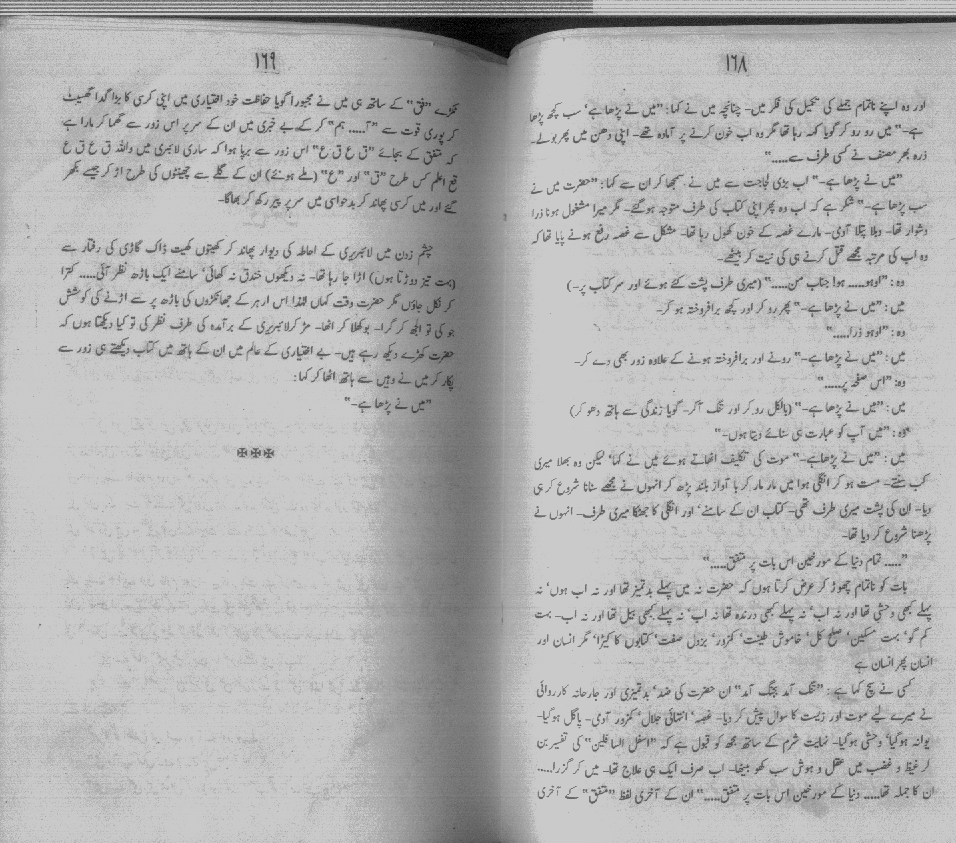 ۱۶۸
اور وہ اپنے ناتمام جملے کی تکمیل کی فکر میں۔ چنانچہ میں نے کہا: "میں نے پڑھا ہے' سب کچھ پڑھا
ہے۔" میں رو رو کر گویا کہہ رہا تھا مگر وہ اب خون کرنے پر آمادہ تھے۔ اپنی دھن میں پھر بولے۔
ذرہ بھر مصنف نے کسی طرف سے....."
"میں نے پڑھا ہے۔" اب بڑی لجاجت سے میں نے سمجھا کر ان سے کہا: "حضرت میں نے
سب پڑھا ہے۔" شکر ہے کہ اب وہ پھر اپنی کتاب کی طرف متوجہ ہوگئے۔ مگر میرا مشغول ہونا ذرا
دشوار تھا۔ دبلا پتلا آدمی۔ مارے غصہ کے خون کھول رہا تھا۔ مشکل سے غصہ رفع ہونے پایا تھا کہ
وہ اب کی مرتبہ مجھے قتل کرنے ہی کی نیت کر بیٹھے۔
وہ: "اوہو..... ہوا جناب من....." (میری طرف پشت کئے ہوئے اور سر کتاب پر۔)
میں: "میں نے پڑھا ہے۔" پھر رو کر اور کچھ برافروختہ ہو کر۔
وہ: "اوہو ذرا....."
میں: "میں نے پڑھا ہے۔" رونے اور برافروختہ ہونے کے علاوہ زور بھی دے کر۔
وہ: "اس صفحہ پر....."
میں: "میں نے پڑھا ہے۔" (بالکل رو کر اور تنگ آکر۔ گویا زندگی سے ہاتھ دھو کر)
وہ: "میں آپ کو عبارت ہی سنائے دیتا ہوں۔"
میں: "میں نے پڑھا ہے۔" موت کی تکلیف اٹھاتے ہوئے میں نے کہا' لیکن وہ بھلا میری
کب سنتے۔ مست ہو کر انگلی ہوا میں مار مار کر با آواز بلند پڑھ کر انہوں نے مجھے سنانا شروع کر ہی
دیا۔ ان کی پشت میری طرف تھی۔ کتاب ان کے سامنے' اور انگلی کا جھٹکا میری طرف۔ انہوں نے
پڑھنا شروع کر دیا تھا۔
"..... تمام دنیا کے مورخین اس بات پر متفق....."
بات کو ناتمام چھوڑ کر عرض کرتا ہوں کہ حضرت نہ میں پہلے بدتمیز تھا اور نہ اب ہوں' نہ
پہلے کبھی وحشی تھا اور نہ اب' نہ پہلے کبھی درندہ تھا نہ اب' نہ پہلے کبھی بیل تھا اور نہ اب۔ بہت
کم گو' بہت مسکین' صلح کل' خاموش طینت' کمزور' بزدل صفت' کتابوں کا کیڑا' مگر انسان اور
انسان پھر انسان ہے
کسی نے سچ کہا ہے: "تنگ آمد بجنگ آمد" ان حضرت کی ضد' بدتمیزی اور جارحانہ کارروائی
نے میرے لیے موت اور زیست کا سوال پیش کر دیا۔ غصہ' انتہائی جلال' کمزور آدمی۔ پاگل ہوگیا۔
دیوانہ ہوگیا' وحشی ہوگیا۔ نہایت شرم کے ساتھ مجھ کو قبول ہے کہ "اسفل السافلین" کی تفسیر بن
کر غیظ و غضب میں عقل و ہوش سب کھو بیٹھا۔ اب صرف ایک ہی علاج تھا۔ میں کر گزرا.....
ان کا جملہ تھا..... دنیا کے مورخین اس بات پر متفق....." ان کے آخری لفظ "متفق" کے آخری
۱۶۹
ٹکڑے "فق" کے ساتھ ہی میں نے مجبورا" گویا حفاظت خود اختیاری میں اپنی کرسی کا بڑا گدا گھسیٹ
کر پوری قوت سے "آ..... ہم" کر کے بے خبری میں ان کے سر پر اس زور سے گھما کر مارا ہے
کہ متفق کے بجائے "ق ع ق ع" اس زور سے برپا ہوا کہ ساری لائبریری میں واللہ ق ع ق ع
قع اعلم کس طرح "ق" اور "ع" (ملے ہوئے) ان کے گلے سے چھینٹوں کی طرح اڑ کر جیسے بکھر
گئے اور میں کرسی پھاند کر بدحواسی میں سر پر پیر رکھ کر بھاگا۔
چشم زدن میں لائبریری کے احاطہ کی دیوار پھاند کر کھیتوں کھیت ڈاک گاڑی کی رفتار سے
(بہت تیز دوڑتا ہوں) اڑا جا رہا تھا۔ نہ دیکھوں خندق نہ کھائی' سامنے ایک باڑھ نظر آئی..... کترا
کر نکل جاؤں مگر حضرت وقت کہاں لہٰذا اس ارہر کے جھانکڑوں کی باڑھ پر سے اڑنے کی کوشش
جو کی تو الجھ کر گرا۔ بوکھلا کر اٹھا۔ مڑ کر لائبریری کے برآمدہ کی طرف نظر کی تو کیا دیکھتا ہوں کہ
حضرت کھڑے دیکھ رہے ہیں۔ بے اختیاری کے عالم میں ان کے ہاتھ میں کتاب دیکھتے ہی زور سے
پکار کر میں نے وہیں سے ہاتھ اٹھا کر کہا:
"میں نے پڑھا ہے۔"